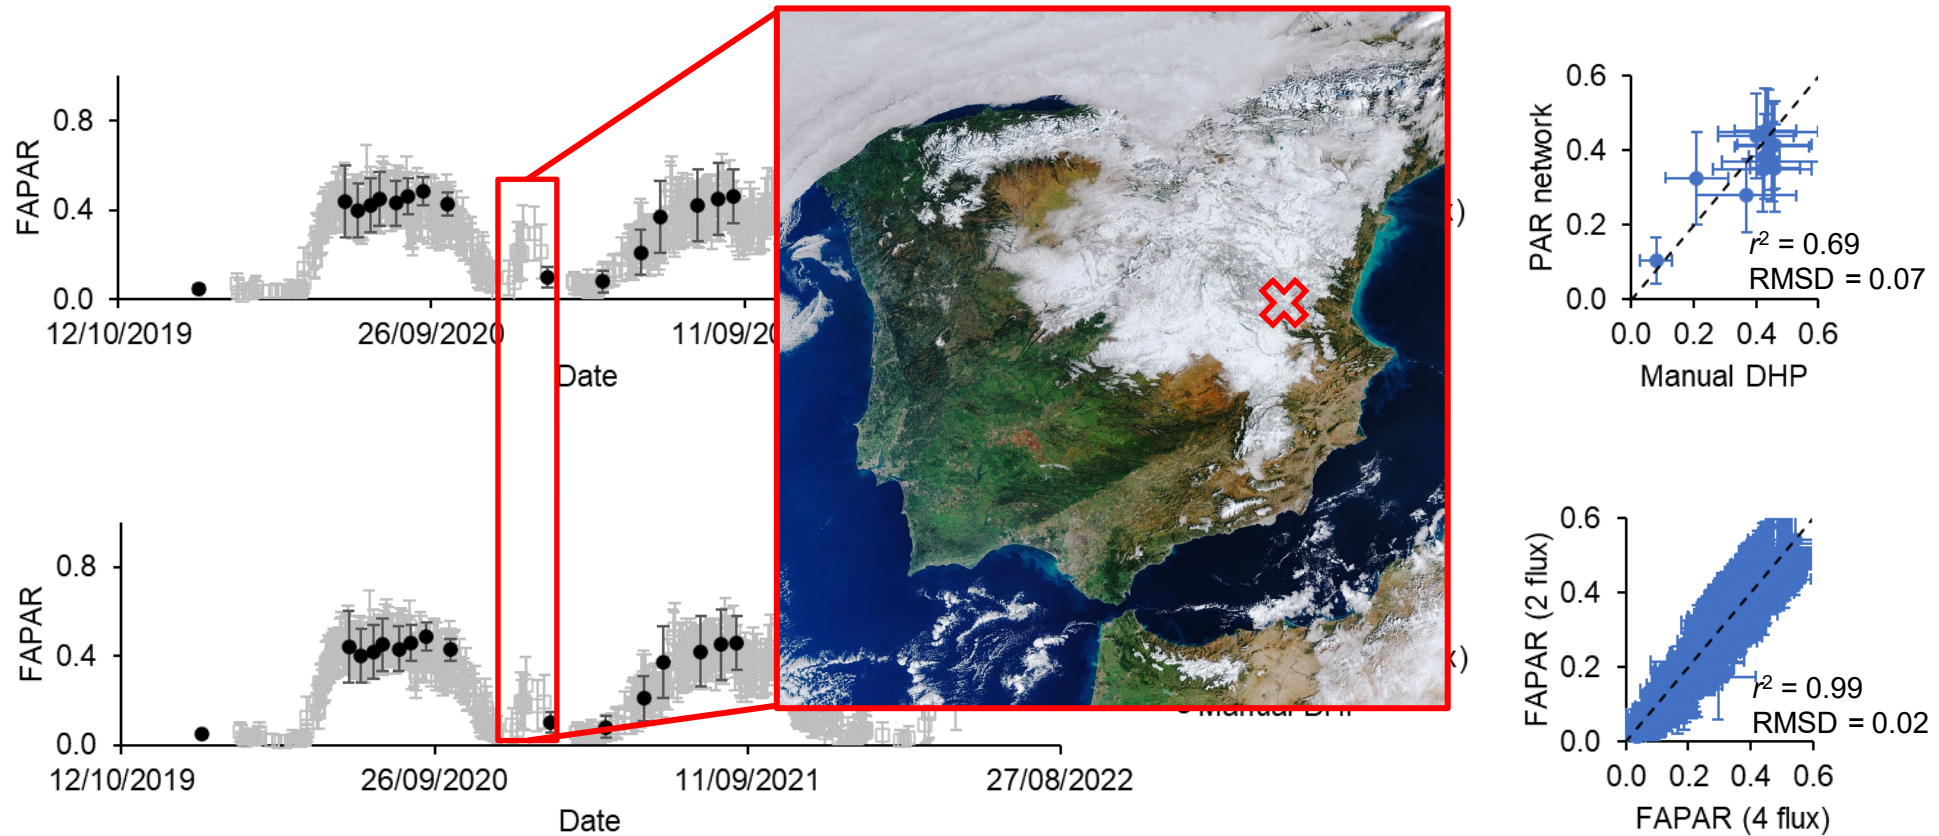 FAPAR
0.8
0.4
0.0
12/10/2019
26/09/2020
11/09/20
Date
x)
PAR network
0.6
0.4
0.2
0.0
r² = 0.69
RMSD = 0.07
0.0
0.2
0.4
0.6
Manual DHP
FAPAR
0.8
0.4
0.0
12/10/2019
26/09/2020
11/09/2021
27/08/2022
Date
x)
Manual DHP
FAPAR (2 flux)
0.6
0.4
0.2
0.0
r² = 0.99
RMSD = 0.02
0.0
0.2
0.4
0.6
FAPAR (4 flux)